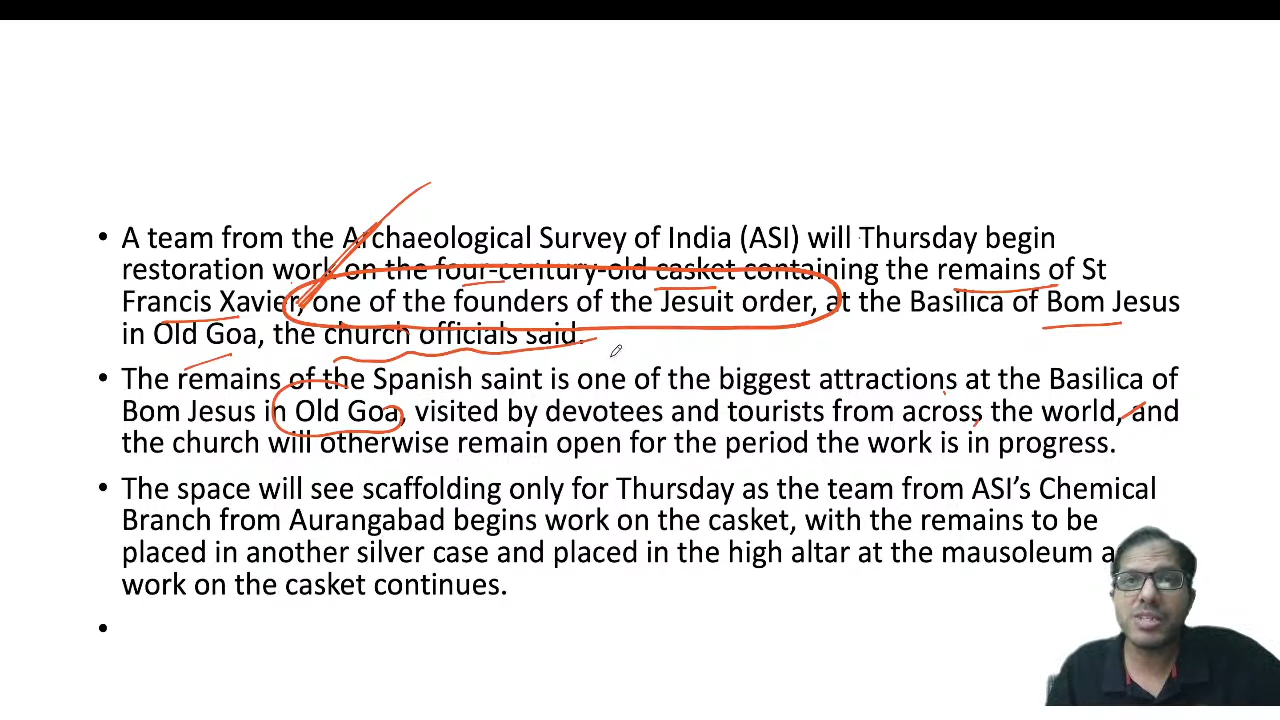 • A team from the Archaeological Survey of India (ASI) will Thursday begin
restoration work on the four-century-old casket containing the remains of St
Francis Xavier, one of the founders of the Jesuit order, at the Basilica of Bom Jesus
in Old Goa, the church officials said.
• The remains of the Spanish saint is one of the biggest attractions at the Basilica of
Bom Jesus in Old Goa, visited by devotees and tourists from across the world, and
the church will otherwise remain open for the period the work is in progress.
• The space will see scaffolding only for Thursday as the team from ASI’s Chemical
Branch from Aurangabad begins work on the casket, with the remains to be
placed in another silver case and placed in the high altar at the mausoleum
work on the casket continues.
•